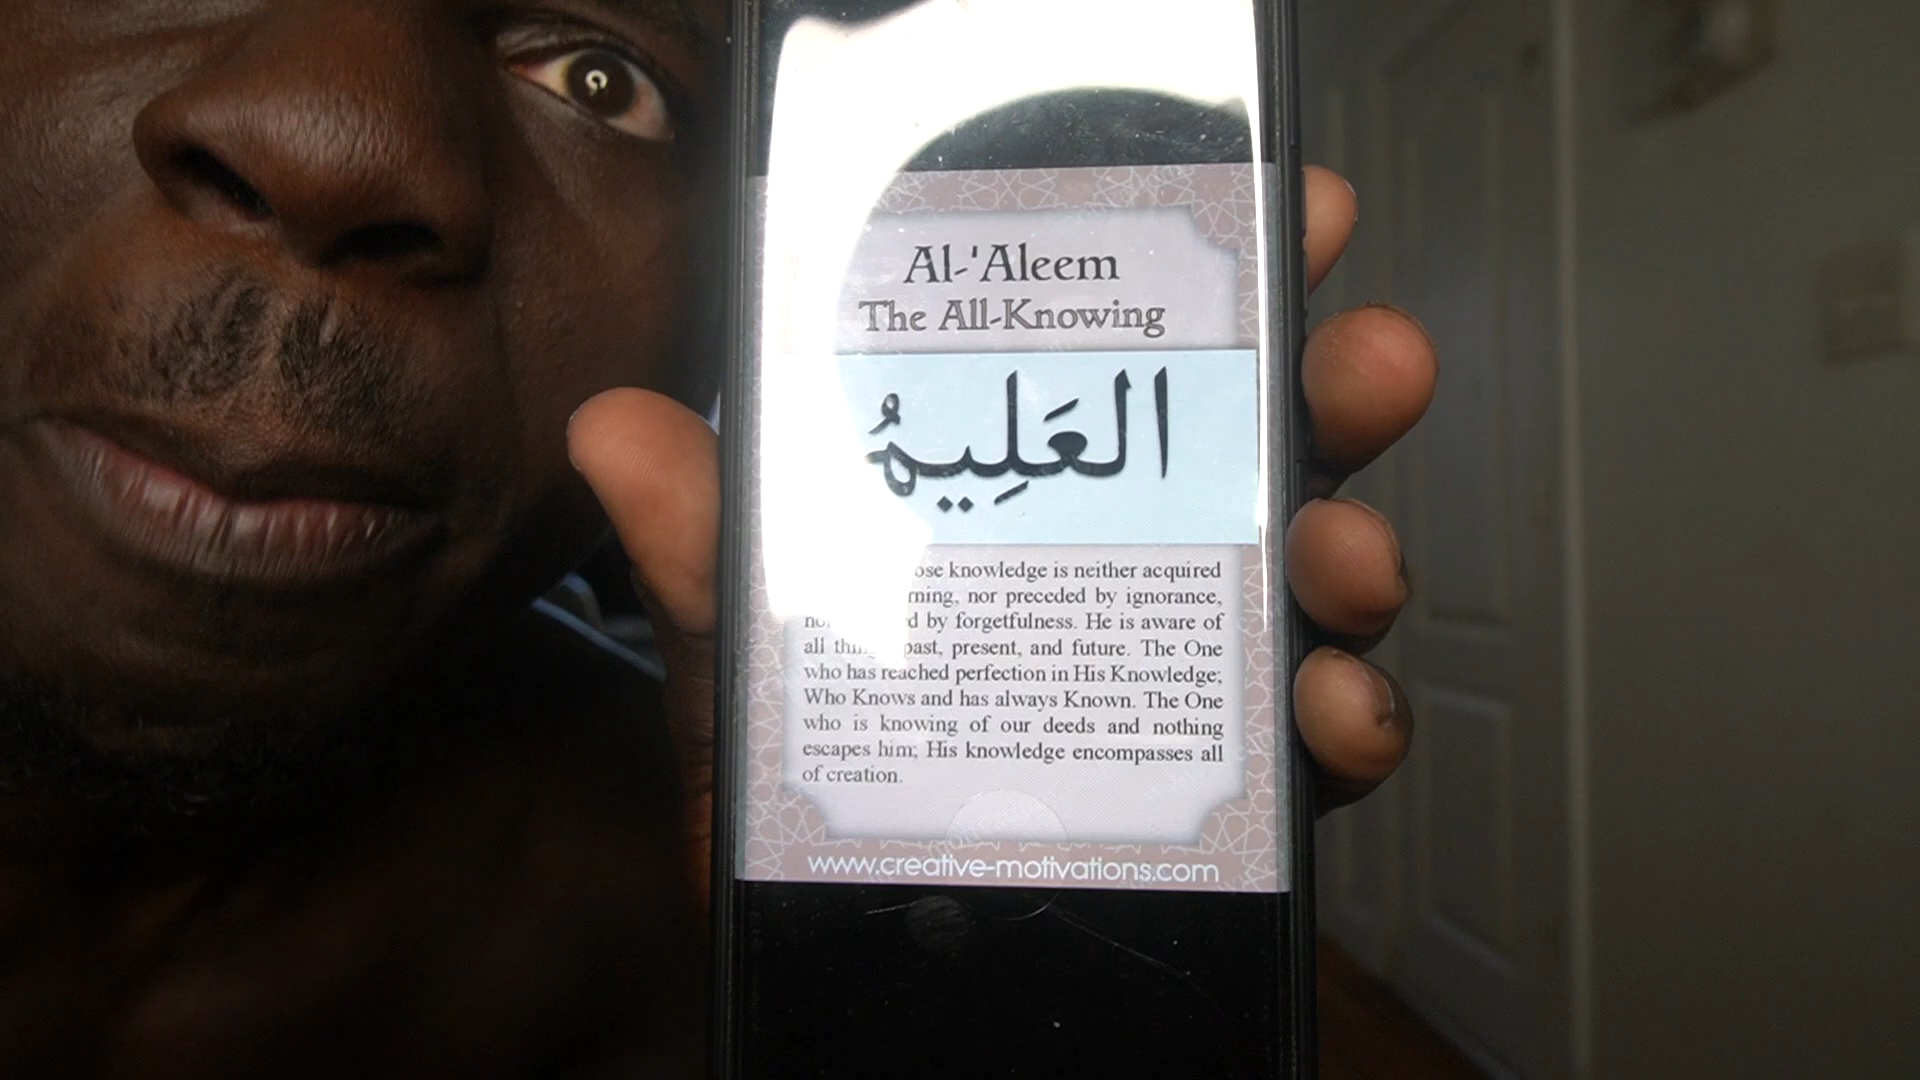 Al-'Aleem
The All-Knowing
العَلِيمُ
knowledge is neither acquired
nor preceded by ignorance,
by forgetfulness. He is aware of
all past, present, and future. The One
who has reached perfection in His Knowledge;
Who Knows and has always Known. The One
who is knowing of our deeds and nothing
escapes him; His knowledge encompasses all
of creation.
www.creative-motivations.com